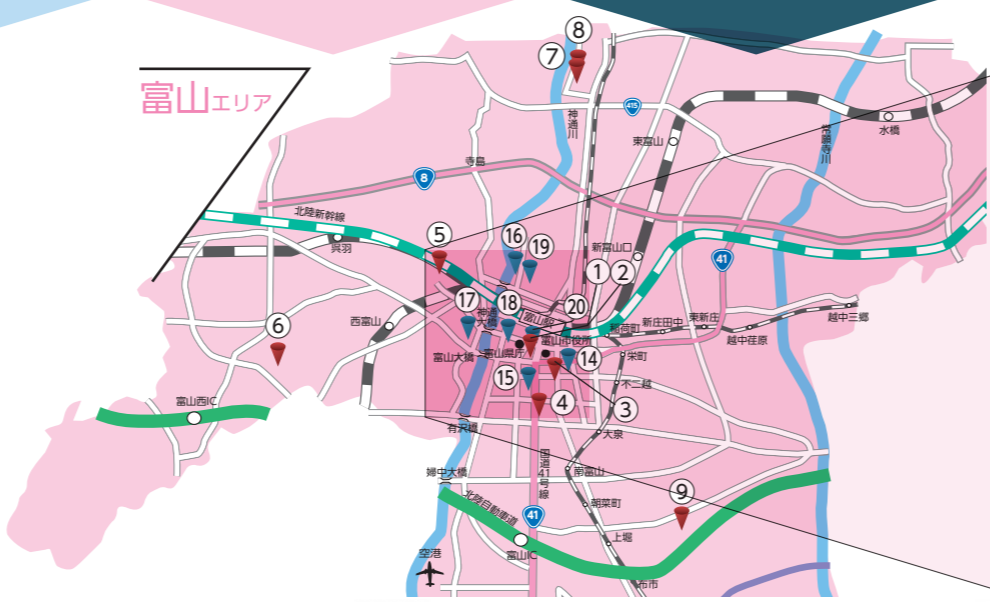 富山エリア
⑧
⑦
神通川
415
東富山
水橋
常願寺川
寺島
8
北陸新幹線
呉羽
⑤
⑯
⑲
新富山口
①
②
41
⑰
神通大橋
⑱
⑳
富山駅
西富山
⑥
富山大橋
富山県庁
富山市役所
⑭
稲荷町
新庄田中
東新庄
越中荏原
越中三郷
栄町
不二越
⑮
④
③
富山西IC
有沢橋
大泉
国道41号線
南富山
婦中大橋
朝菜町
⑨
北陸自動車道
41
富山IC
上堀
空港
布市